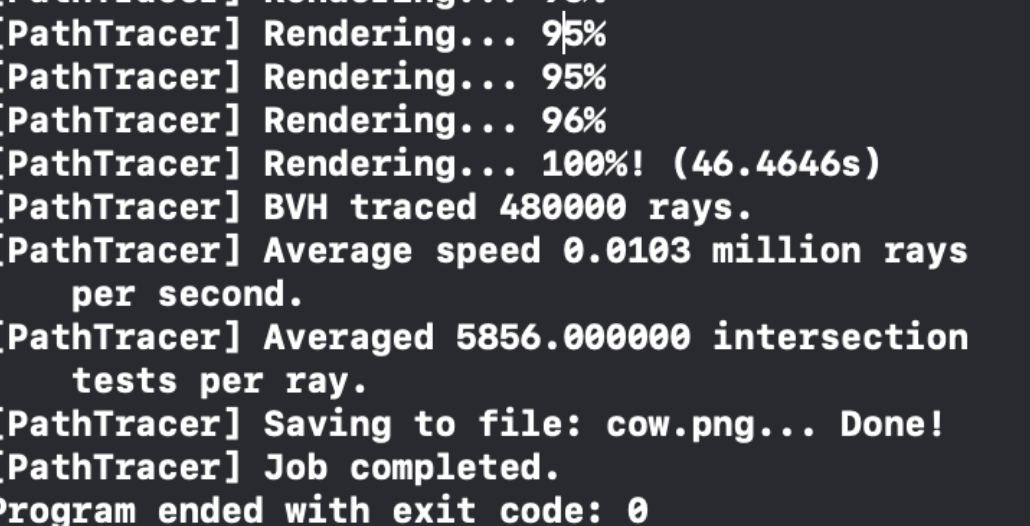 [PathTracer] Rendering... 95%
[PathTracer] Rendering... 95%
[PathTracer] Rendering... 96%
[PathTracer] Rendering... 100%! (46.4646s)
[PathTracer] BVH traced 480000 rays.
[PathTracer] Average speed 0.0103 million rays
per second.
[PathTracer] Averaged 5856.000000 intersection
tests per ray.
[PathTracer] Saving to file: cow.png... Done!
[PathTracer] Job completed.
Program ended with exit code: 0